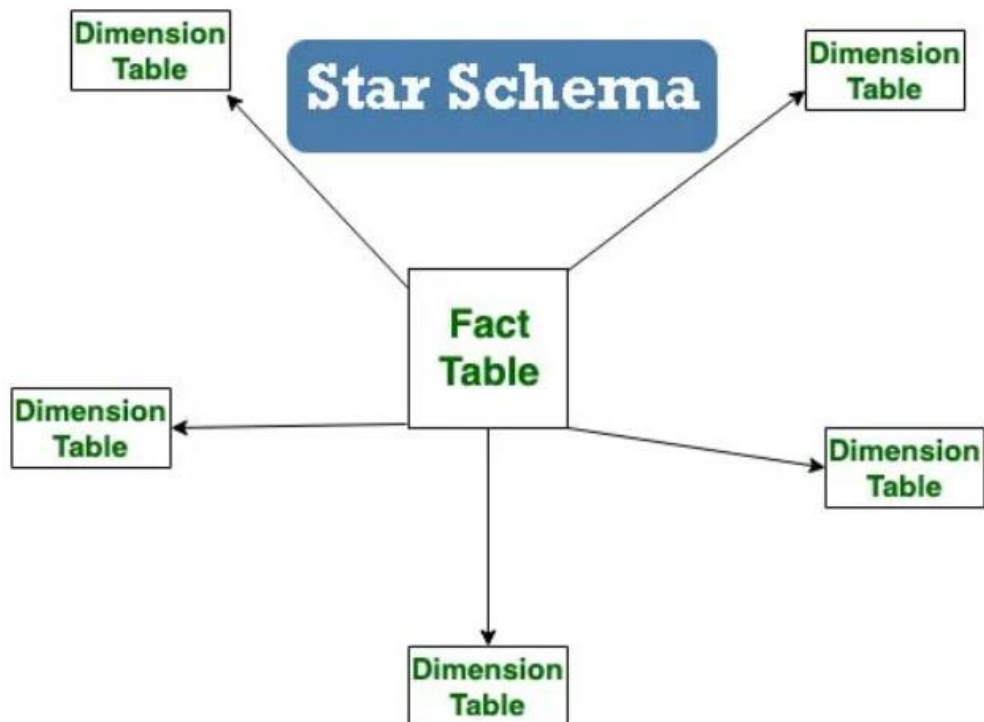 Dimension
Table
Star Schema
Dimension
Table
Fact
Table
Dimension
Table
Dimension
Table
Dimension
Table